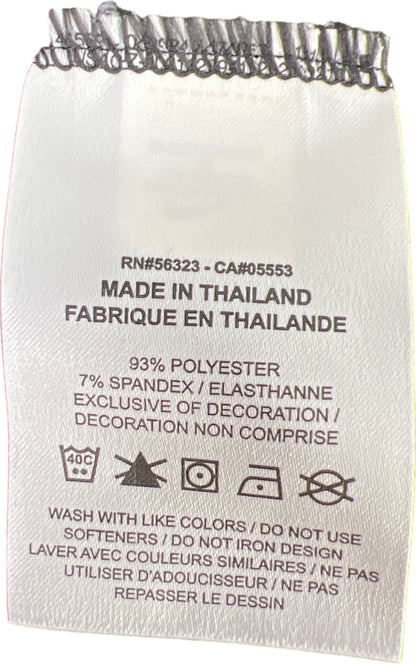 RN#56323 - CA#05553
MADE IN THAILAND
FABRIQUE EN THAILANDE
93% POLYESTER
7% SPANDEX / ELASTHANNE
EXCLUSIVE OF DECORATION /
DECORATION NON COMPRISE
40C
WASH WITH LIKE COLORS / DO NOT USE
SOFTENERS / DO NOT IRON DESIGN
LAVER AVEC COULEURS SIMILAIRES / NE PAS
UTILISER D'ADOUCISSEUR / NE PAS
REPASSER LE DESSIN